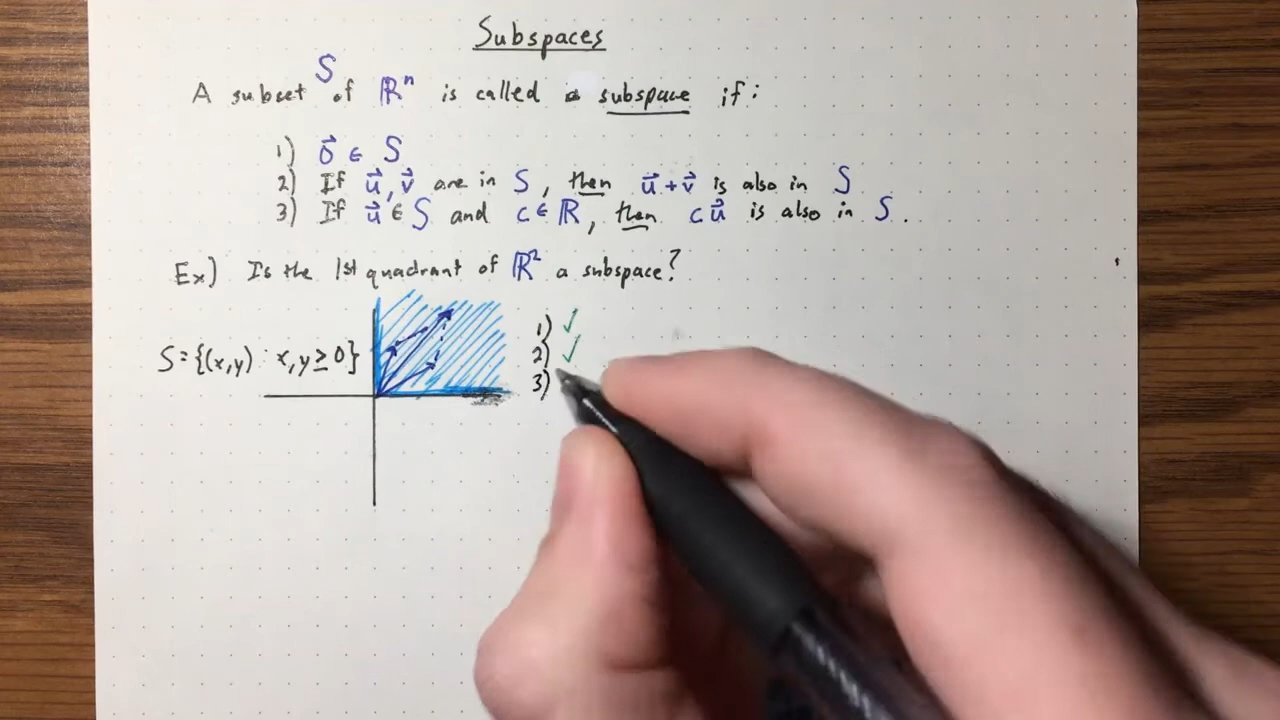 Subspaces
A subset S of ℝⁿ is called a subspace if:
1) 0⃗ ∈ S
2) If u⃗, v⃗ are in S, then u⃗+v⃗ is also in S
3) If u⃗ ∈ S and c ∈ ℝ, then cu⃗ is also in S.
Ex) Is the 1st quadrant of ℝ² a subspace?
S={(x,y) : x,y ≥ 0}
1) ✓
2) ✓
3)